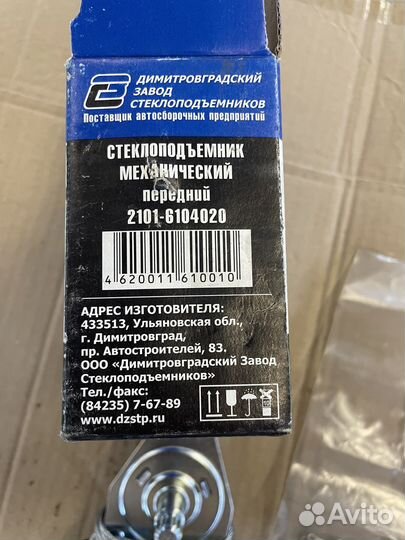 ДИМИТРОВГРАДСКИЙ
ЗАВОД
СТЕКЛОПОДЪЕМНИКОВ
Поставщик автосборочных предприятий
СТЕКЛОПОДЪЕМНИК
МЕХАНИЧЕСКИЙ
передний
2101-6104020
4 620011 610010
АДРЕС ИЗГОТОВИТЕЛЯ:
433513, Ульяновская обл.,
г. Димитровград,
пр. Автостроителей, 83.
ООО «Димитровградский Завод
Стеклоподъемников»
Тел./факс:
(84235) 7-67-89
www.dzstp.ru
Avito